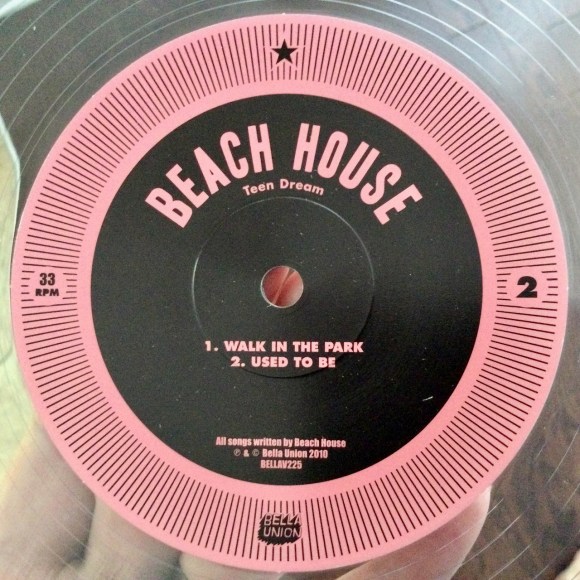 BEACH HOUSE
Teen Dream
33
RPM
2
1. WALK IN THE PARK
2. USED TO BE
All songs written by Beach House
℗ & © Bella Union 2010
BELLAV225
BELLA
UNION